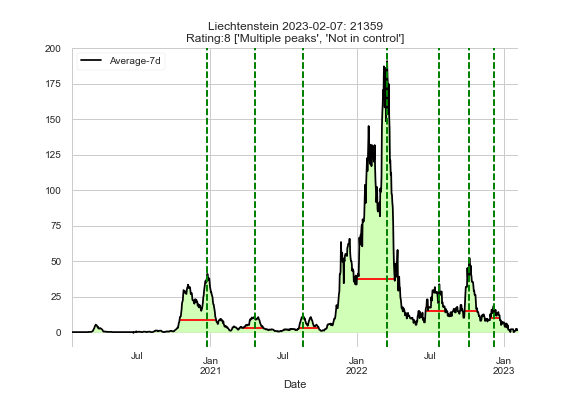 Liechtenstein 2023-02-07: 21359
Rating:8 ['Multiple peaks', 'Not in control']
Average-7d
200
175
150
125
100
75
50
25
0
Jul
Jan
2021
Jul
Jan
2022
Jul
Jan
2023
Date